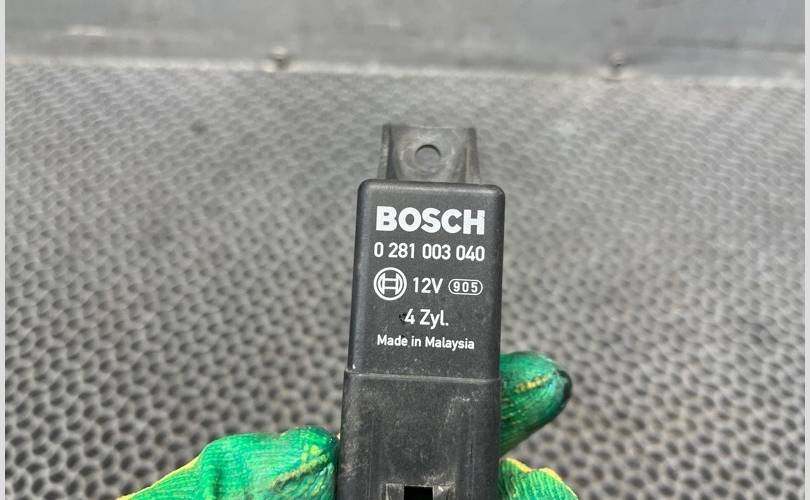 BOSCH
0 281 003 040
12V 905
4 Zyl.
Made in Malaysia